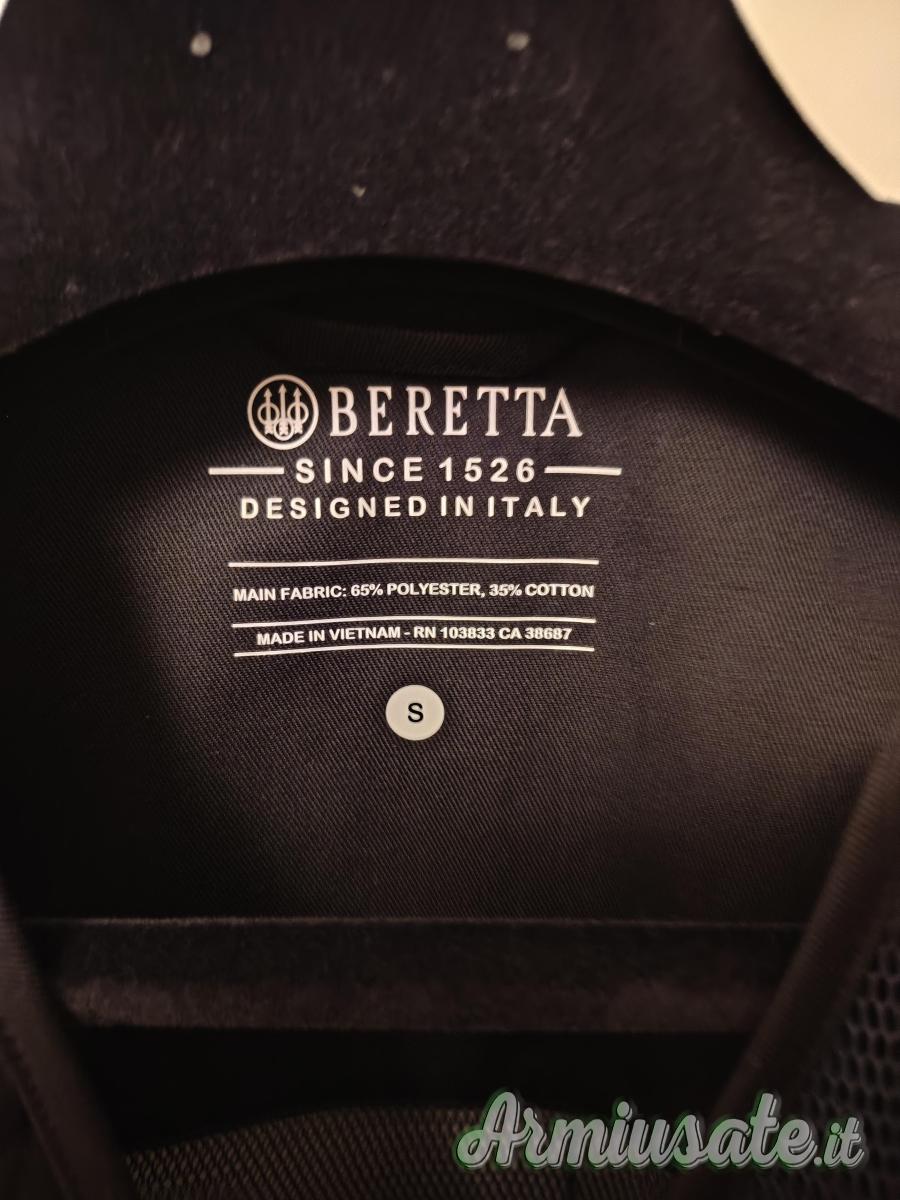 BERETTA
SINCE 1526
DESIGNED IN ITALY
MAIN FABRIC: 65% POLYESTER, 35% COTTON
MADE IN VIETNAM - RN 103833 CA 38687
S
Armiusate.it